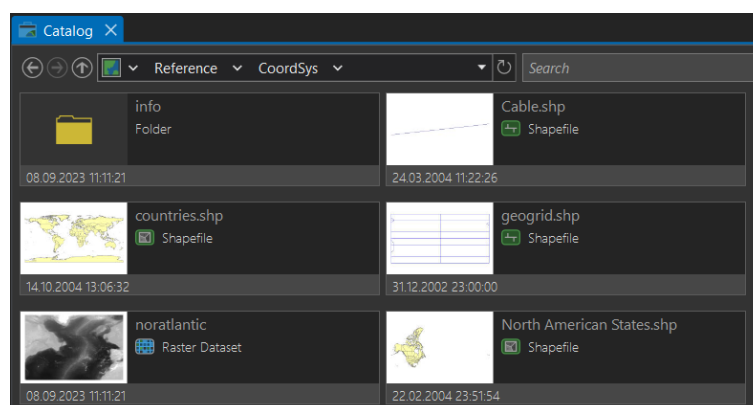 Catalog
Reference CoordSys Search
info
Folder
08.09.2023 11:11:21
Cable.shp
Shapefile
24.03.2004 11:22:26
countries.shp
Shapefile
14.10.2004 13:06:32
geogrid.shp
Shapefile
31.12.2002 23:00:00
noratlantic
Raster Dataset
08.09.2023 11:11:21
North American States.shp
Shapefile
22.02.2004 23:51:54